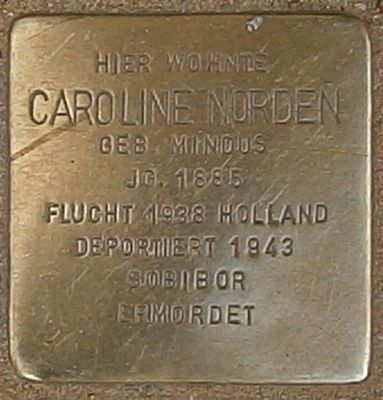 HIER WOHNTE
CAROLINE NORDEN
GEB. MINDUS
JG. 1885
FLUCHT 1938 HOLLAND
DEPORTIERT 1943
SOBIBOR
ERMORDET